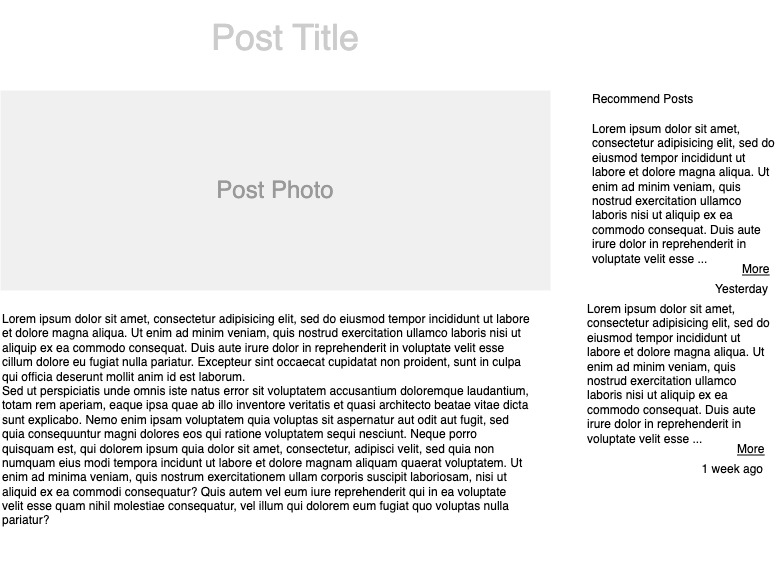 Post Title
Post Photo
Lorem ipsum dolor sit amet, consectetur adipisicing elit, sed do eiusmod tempor incididunt ut labore
et dolore magna aliqua. Ut enim ad minim veniam, quis nostrud exercitation ullamco laboris nisi ut
aliquip ex ea commodo consequat. Duis aute irure dolor in reprehenderit in voluptate velit esse
cillum dolore eu fugiat nulla pariatur. Excepteur sint occaecat cupidatat non proident, sunt in culpa
qui officia deserunt mollit anim id est laborum.
Sed ut perspiciatis unde omnis iste natus error sit voluptatem accusantium doloremque laudantium,
totam rem aperiam, eaque ipsa quae ab illo inventore veritatis et quasi architecto beatae vitae dicta
sunt explicabo. Nemo enim ipsam voluptatem quia voluptas sit aspernatur aut odit aut fugit, sed
quia consequuntur magni dolores eos qui ratione voluptatem sequi nesciunt. Neque porro
quisquam est, qui dolorem ipsum quia dolor sit amet, consectetur, adipisci velit, sed quia non
numquam eius modi tempora incidunt ut labore et dolore magnam aliquam quaerat voluptatem. Ut
enim ad minima veniam, quis nostrum exercitationem ullam corporis suscipit laboriosam, nisi ut
aliquid ex ea commodi consequatur? Quis autem vel eum iure reprehenderit qui in ea voluptate
velit esse quam nihil molestiae consequatur, vel illum qui dolorem eum fugiat quo voluptas nulla
pariatur?
Recommend Posts
Lorem ipsum dolor sit amet,
consectetur adipisicing elit, sed do
eiusmod tempor incididunt ut
labore et dolore magna aliqua. Ut
enim ad minim veniam, quis
nostrud exercitation ullamco
laboris nisi ut aliquip ex ea
commodo consequat. Duis aute
irure dolor in reprehenderit in
voluptate velit esse ...
More
Yesterday
Lorem ipsum dolor sit amet,
consectetur adipisicing elit, sed do
eiusmod tempor incididunt ut
labore et dolore magna aliqua. Ut
enim ad minim veniam, quis
nostrud exercitation ullamco
laboris nisi ut aliquip ex ea
commodo consequat. Duis aute
irure dolor in reprehenderit in
voluptate velit esse ...
More
1 week ago